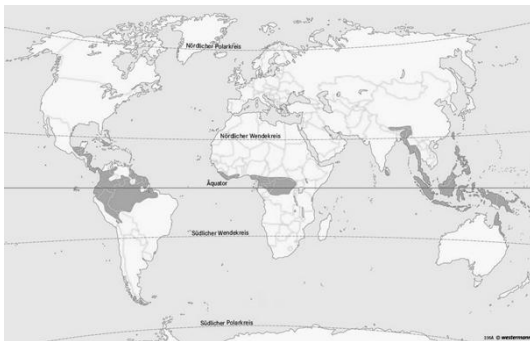 Nördlicher Polarkreis
Nördlicher Wendekreis
Äquator
Südlicher Wendekreis
Südlicher Polarkreis
© westermann